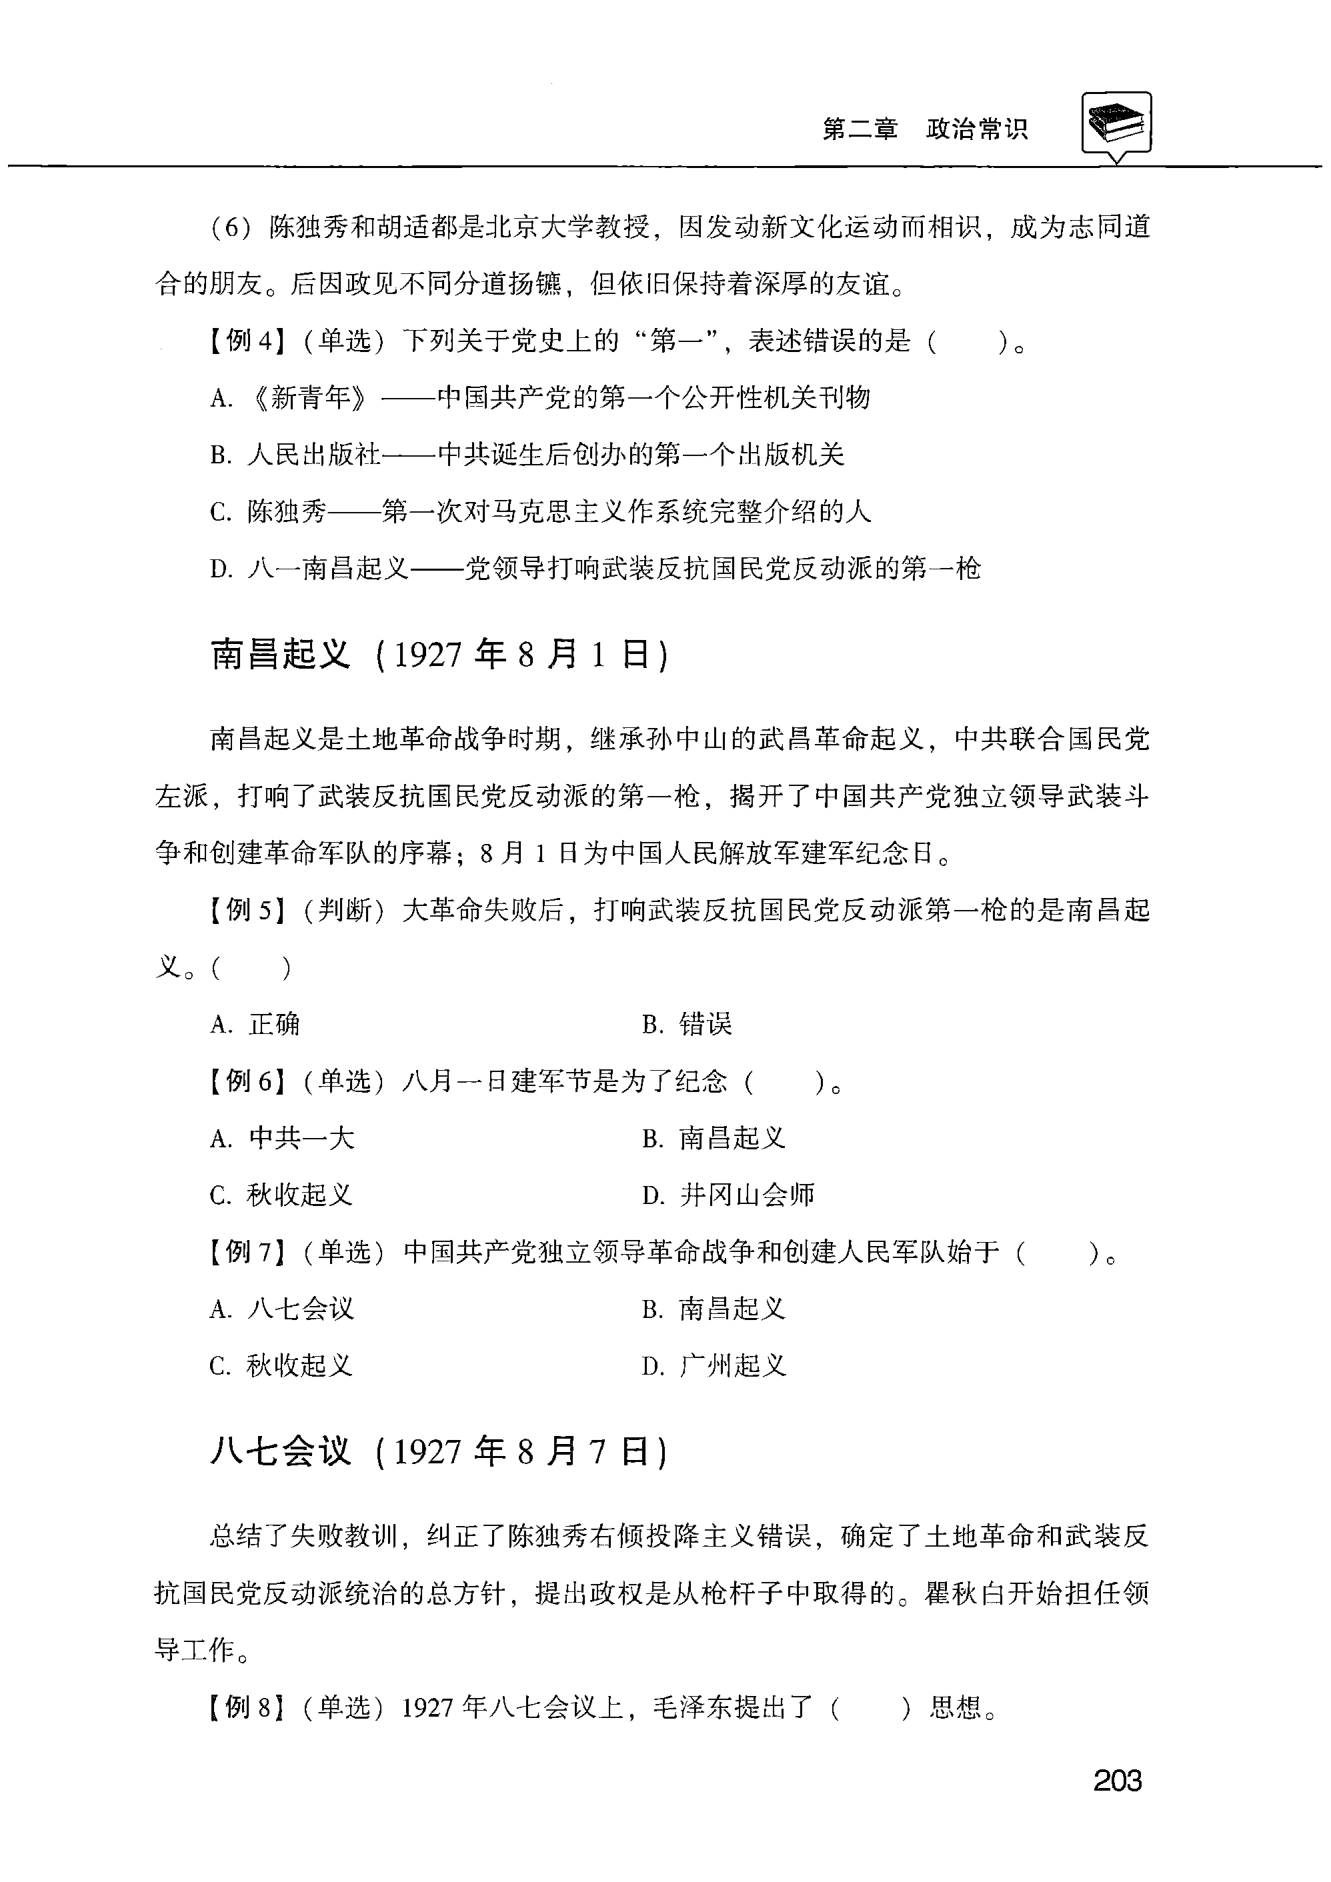 第二章 政治常识
(6) 陈独秀和胡适都是北京大学教授，因发动新文化运动而相识，成为志同道
合的朋友。后因政见不同分道扬镳，但依旧保持着深厚的友谊。
【例 4】(单选) 下列关于党史上的“第一”，表述错误的是 (  )。
A. 《新青年》——中国共产党的第一个公开性机关刊物
B. 人民出版社——中共诞生后创办的第一个出版机关
C. 陈独秀——第一次对马克思主义作系统完整介绍的人
D. 八一南昌起义——党领导打响武装反抗国民党反动派的第一枪
南昌起义 (1927 年 8 月 1 日)
南昌起义是土地革命战争时期，继承孙中山的武昌革命起义，中共联合国民党
左派，打响了武装反抗国民党反动派的第一枪，揭开了中国共产党独立领导武装斗
争和创建革命军队的序幕；8 月 1 日为中国人民解放军建军纪念日。
【例 5】(判断) 大革命失败后，打响武装反抗国民党反动派第一枪的是南昌起
义。(  )
A. 正确 B. 错误
【例 6】(单选) 八月一日建军节是为了纪念 (  )。
A. 中共一大 B. 南昌起义
C. 秋收起义 D. 井冈山会师
【例 7】(单选) 中国共产党独立领导革命战争和创建人民军队始于 (  )。
A. 八七会议 B. 南昌起义
C. 秋收起义 D. 广州起义
八七会议 (1927 年 8 月 7 日)
总结了失败教训，纠正了陈独秀右倾投降主义错误，确定了土地革命和武装反
抗国民党反动派统治的总方针，提出政权是从枪杆子中取得的。瞿秋白开始担任领
导工作。
【例 8】(单选) 1927 年八七会议上，毛泽东提出了 (  ) 思想。
203